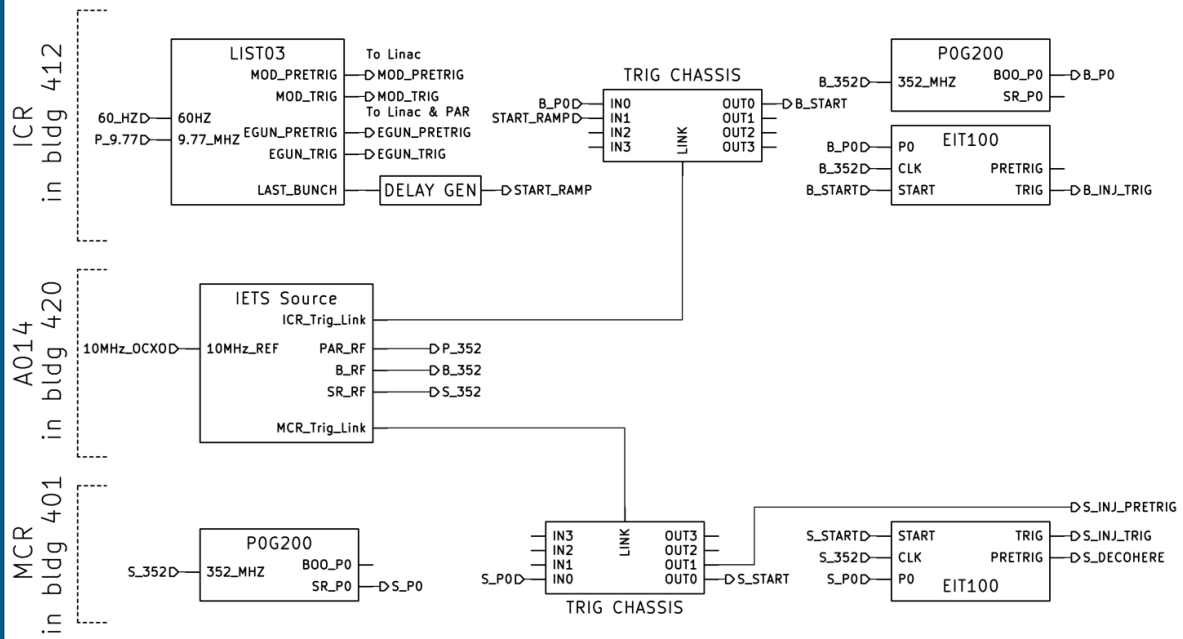 ICR
in bldg 412
LIST03
To Linac
MOD_PRETRIG
MOD_PRETRIG
MOD_TRIG
MOD_TRIG
To Linac & PAR
60_HZ
60HZ
EGUN_PRETRIG
EGUN_PRETRIG
P_9.77
9.77_MHZ
EGUN_TRIG
EGUN_TRIG
LAST_BUNCH
DELAY GEN
START_RAMP
TRIG CHASSIS
B_P0
IN0
OUT0
B_START
START_RAMP
IN1
OUT1
IN2
OUT2
IN3
OUT3
LINK
P0G200
B_352
352_MHZ
BOO_P0
B_P0
SR_P0
EIT100
B_P0
P0
B_352
CLK
PRETRIG
B_START
START
TRIG
B_INJ_TRIG
A014
in bldg 420
IETS Source
ICR_Trig_Link
10MHz_OCXO
10MHz_REF
PAR_RF
P_352
B_RF
B_352
SR_RF
S_352
MCR_Trig_Link
MCR
in bldg 401
P0G200
S_352
352_MHZ
BOO_P0
SR_P0
S_P0
IN3
OUT3
IN2
OUT2
IN1
OUT1
S_P0
IN0
OUT0
S_START
LINK
TRIG CHASSIS
S_INJ_PRETRIG
S_START
START
TRIG
S_INJ_TRIG
S_352
CLK
PRETRIG
S_DECOHERE
S_P0
P0
EIT100